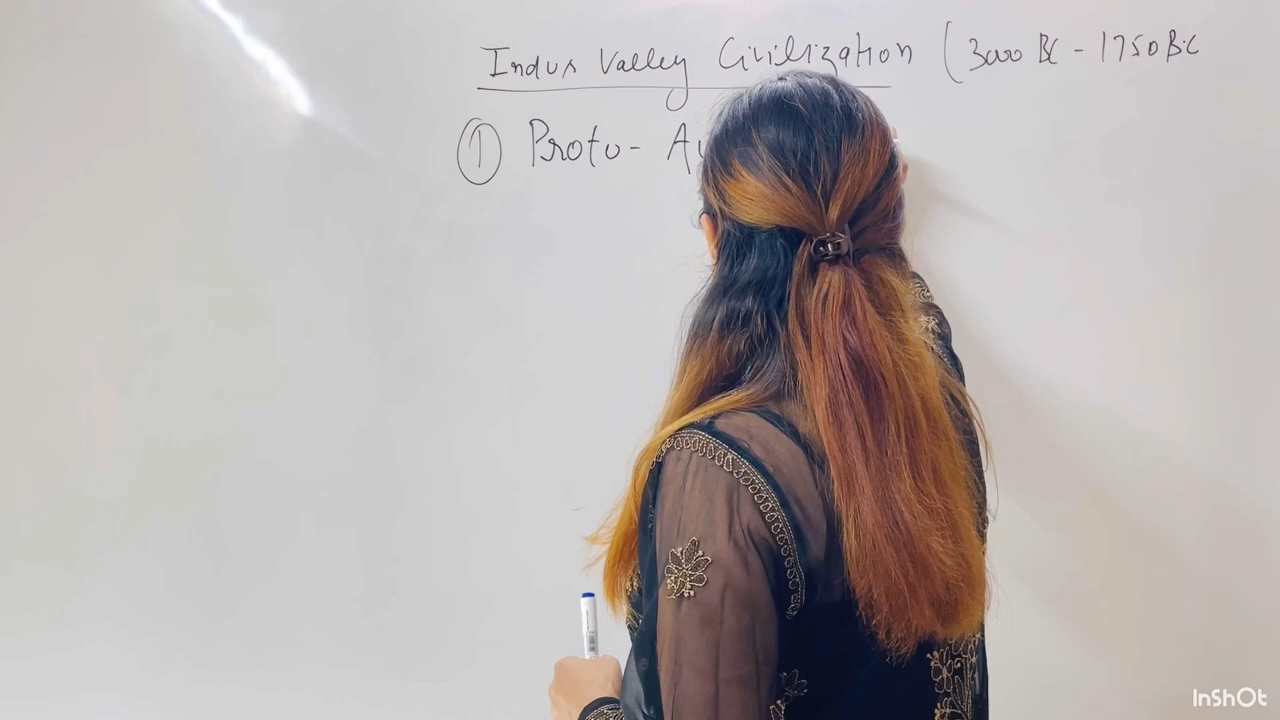 Indus Valley Civilization (3000 BC - 1750 BC
① Proto-
InShOt